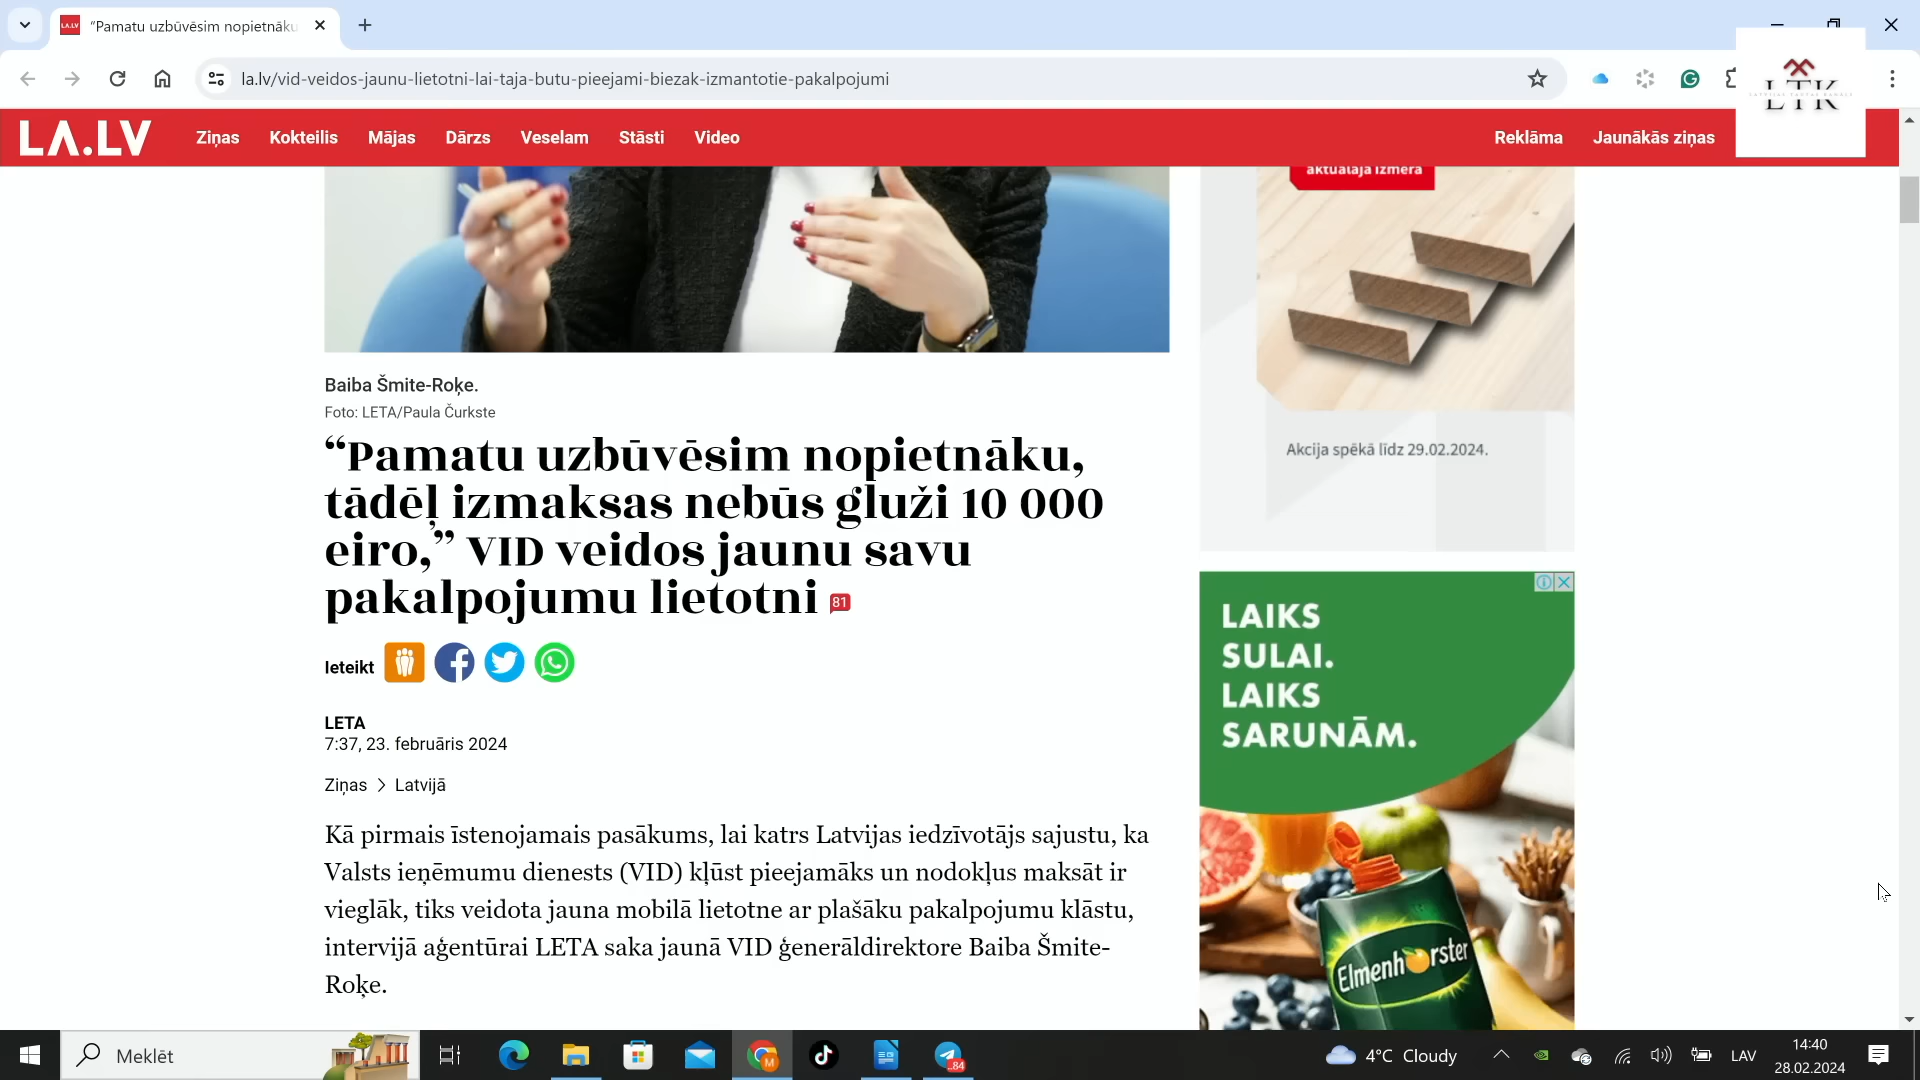 “Pamatu uzbūvēsim nopietnāku
la.lv/vid-veidos-jaunu-lietotni-lai-taja-butu-pieejami-biezak-izmantotie-pakalpojumi
LTK
LA.LV Ziņas Kokteilis Mājas Dārzs Veselam Stāsti Video Reklāma Jaunākās ziņas
aktuālajā izmērā
Baiba Šmite-Roķe.
Foto: LETA/Paula Čurkste
“Pamatu uzbūvēsim nopietnāku,
tādēļ izmaksas nebūs gluži 10 000
eiro,” VID veidos jaunu savu
pakalpojumu lietotni 81
Akcija spēkā līdz 29.02.2024.
Ieteikt
LETA
7:37, 23. februāris 2024
Ziņas > Latvijā
Kā pirmais īstenojamais pasākums, lai katrs Latvijas iedzīvotājs sajustu, ka
Valsts ieņēmumu dienests (VID) kļūst pieejamāks un nodokļus maksāt ir
vieglāk, tiks veidota jauna mobilā lietotne ar plašāku pakalpojumu klāstu,
intervijā aģentūrai LETA saka jaunā VID ģenerāldirektore Baiba Šmite-
Roķe.
LAIKS
SULAI.
LAIKS
SARUNĀM.
Elmenhorster
Meklēt
84
4°C Cloudy
LAV
14:40
28.02.2024